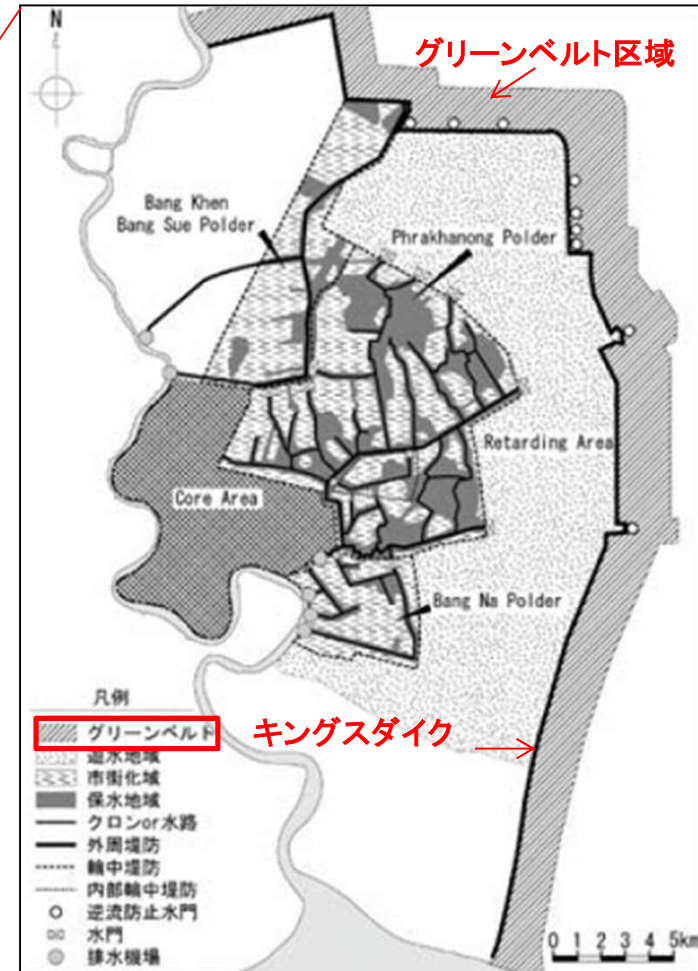 N
グリーンベルト区域
Bang Khen
Bang Sue Polder
Phrakhanong Polder
Retarding Area
Core Area
Bang Na Polder
キングスダイク
凡例
グリーンベルト
遊水地域
市街化域
保水地域
クロンor水路
外周堤防
輪中堤防
内部輪中堤防
逆流防止水門
水門
排水機場
0 1 2 3 4 5km